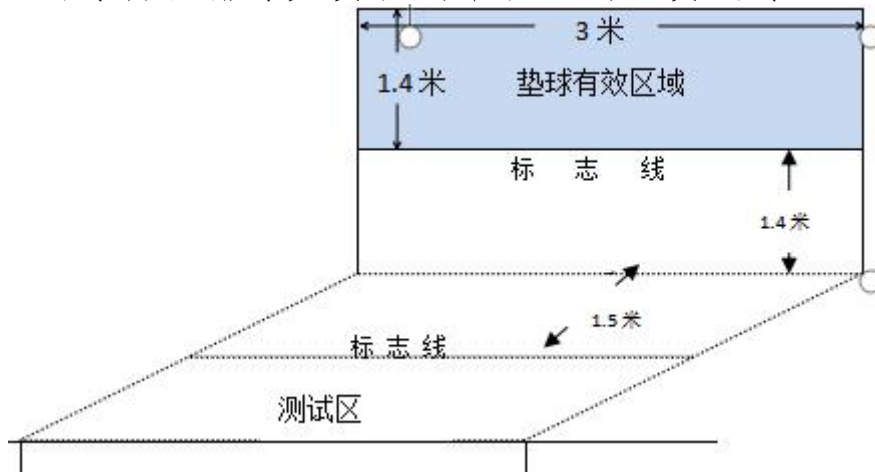 3 米
1.4 米
垫球有效区域
标 志 线
1.4 米
1.5 米
标 志 线
测试区